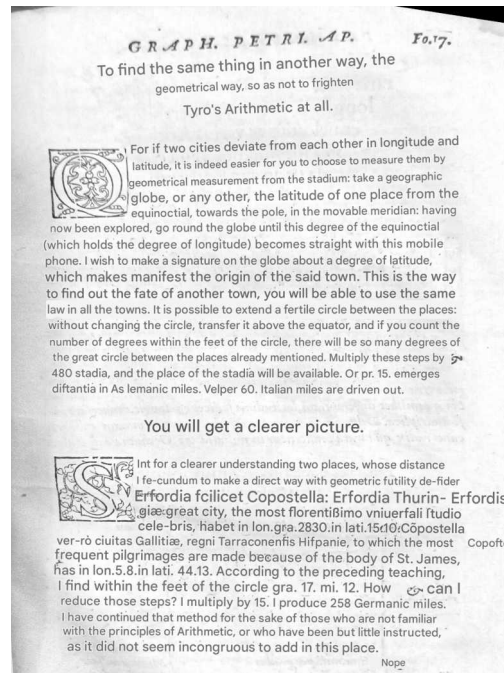 GRAPH. PETRI. AP. Fo.17.
To find the same thing in another way, the
geometrical way, so as not to frighten
Tyro's Arithmetic at all.
Q For if two cities deviate from each other in longitude and
latitude, it is indeed easier for you to choose to measure them by
geometrical measurement from the stadium: take a geographic
globe, or any other, the latitude of one place from the
equinoctial, towards the pole, in the movable meridian: having
now been explored, go round the globe until this degree of the equinoctial
(which holds the degree of longitude) becomes straight with this mobile
phone. I wish to make a signature on the globe about a degree of latitude,
which makes manifest the origin of the said town. This is the way
to find out the fate of another town, you will be able to use the same
law in all the towns. It is possible to extend a fertile circle between the places:
without changing the circle, transfer it above the equator, and if you count the
number of degrees within the feet of the circle, there will be so many degrees of
the great circle between the places already mentioned. Multiply these steps by
480 stadia, and the place of the stadia will be available. Or pr. 15. emerges
diftantia in As lemanic miles. Velper 60. Italian miles are driven out.
You will get a clearer picture.
S Int for a clearer understanding two places, whose distance
I fe-cundum to make a direct way with geometric futility de-fider
Erfordia fcilicet Copostella: Erfordia Thurin- Erfordis
giæ:great city, the most florentißimo vniuerfali ftudio
cele-bris, habet in lon.gra.2830.in lati.15:10:Cōpostella
ver-rò ciuitas Gallitiæ, regni Tarraconenfis Hifpanie, to which the most Copoft
frequent pilgrimages are made because of the body of St. James,
has in lon.5.8.in lati. 44.13. According to the preceding teaching,
I find within the feet of the circle gra. 17. mi. 12. How can I
reduce those steps? I multiply by 15. I produce 258 Germanic miles.
I have continued that method for the sake of those who are not familiar
with the principles of Arithmetic, or who have been but little instructed,
as it did not seem incongruous to add in this place.
Nope